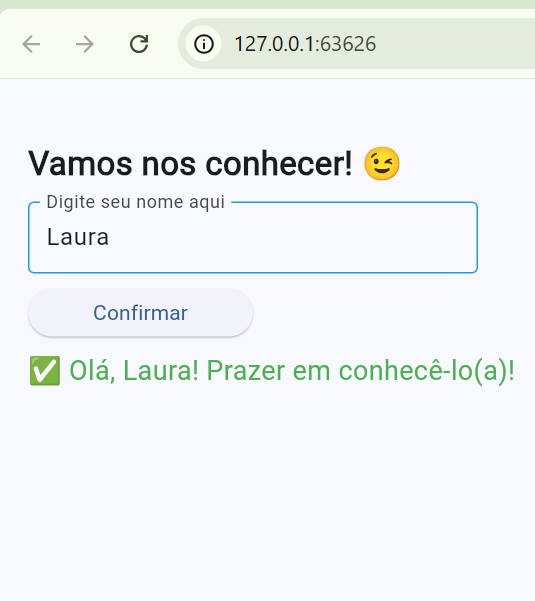 127.0.0.1:63626
Vamos nos conhecer! 😉
Digite seu nome aqui
Laura
Confirmar
✅ Olá, Laura! Prazer em conhecê-lo(a)!